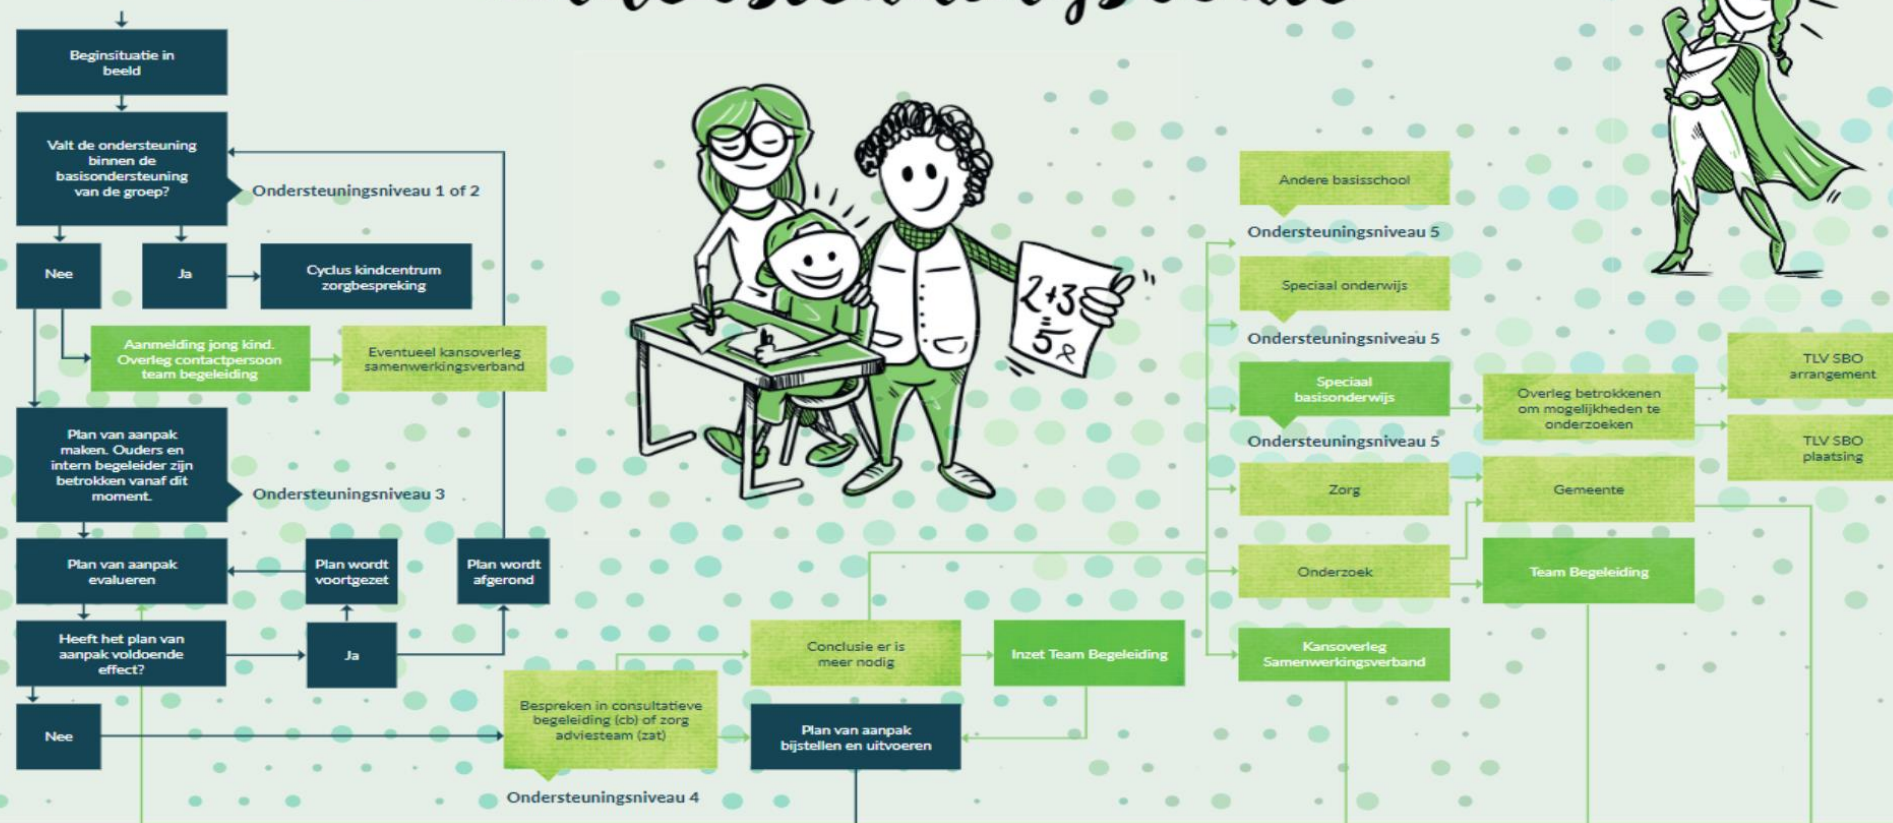 Beginsituatie in
beeld
Valt de ondersteuning
binnen de
basisondersteuning
van de groep?
Ondersteuningsniveau 1 of 2
Nee
Ja
Cyclus kindcentrum
zorgbespreking
Aanmelding jong kind.
Overleg contactpersoon
team begeleiding
Eventueel kansoverleg
samenwerkingsverband
Plan van aanpak
maken. Ouders en
intern begeleider zijn
betrokken vanaf dit
moment.
Ondersteuningsniveau 3
Plan van aanpak
evalueren
Plan wordt
voortgezet
Plan wordt
afgerond
Heeft het plan van
aanpak voldoende
effect?
Ja
Nee
Bespreken in consultatieve
begeleiding (cb) of zorg
adviesteam (zat)
Ondersteuningsniveau 4
Conclusie er is
meer nodig
Inzet Team Begeleiding
Plan van aanpak
bijstellen en uitvoeren
2+3
=
5
Andere basisschool
Ondersteuningsniveau 5
Speciaal onderwijs
Ondersteuningsniveau 5
Speciaal
basisonderwijs
Ondersteuningsniveau 5
Overleg betrokkenen
om mogelijkheden te
onderzoeken
TLV SBO
arrangement
TLV SBO
plaatsing
Zorg
Gemeente
Onderzoek
Team Begeleiding
Kansoverleg
Samenwerkingsverband